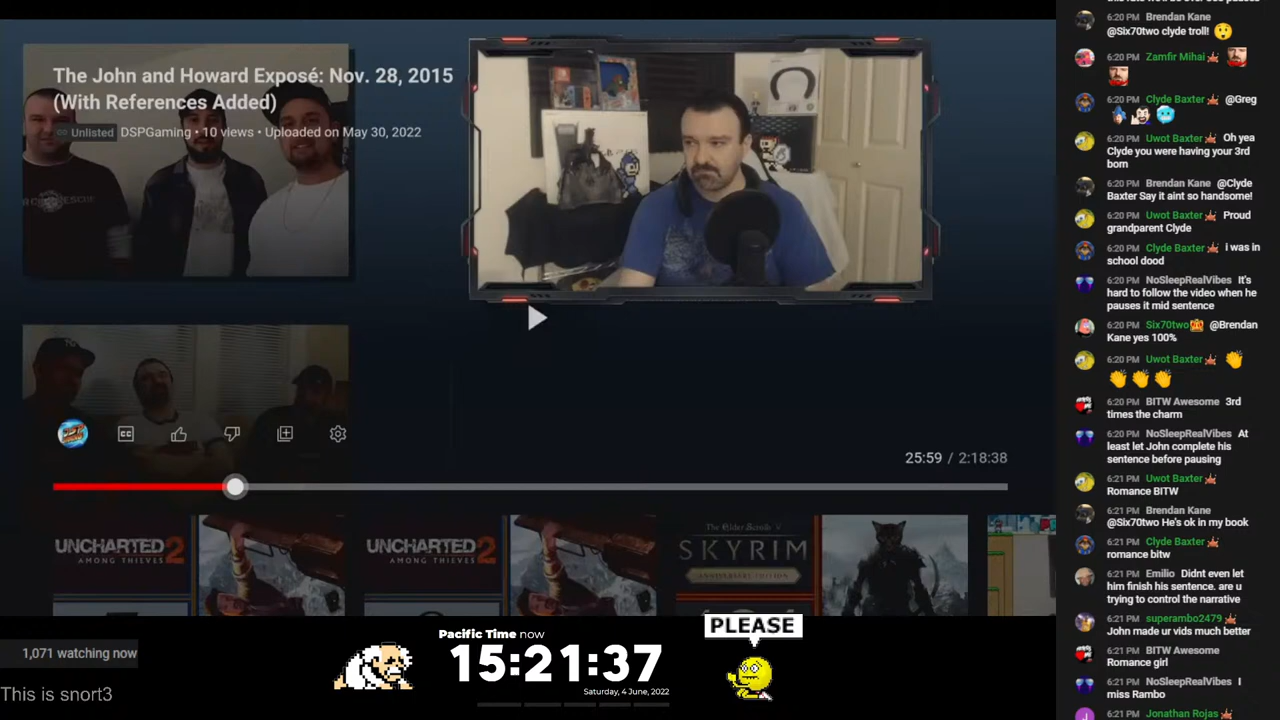 The John and Howard Exposé: Nov. 28, 2015
(With References Added)
Unlisted DSPGaming • 10 views • Uploaded on May 30, 2022
CC
25:59 / 2:18:38
UNCHARTED 2
AMONG THIEVES
UNCHARTED 2
AMONG THIEVES
The Elder Scrolls V
SKYRIM
ANNIVERSARY EDITION
1,071 watching now
This is snort3
Pacific Time now
15:21:37
Saturday, 4 June, 2022
PLEASE
6:20 PM Brendan Kane
@Six70two clyde troll!
6:20 PM Zamfir Mihai
6:20 PM Clyde Baxter @Greg
6:20 PM Uwot Baxter Oh yea
Clyde you were having your 3rd
born
6:20 PM Brendan Kane @Clyde
Baxter Say it aint so handsome!
6:20 PM Uwot Baxter Proud
grandparent Clyde
6:20 PM Clyde Baxter i was in
school dood
6:20 PM NoSleepRealVibes It's
hard to follow the video when he
pauses it mid sentence
6:20 PM Six70two @Brendan
Kane yes 100%
6:20 PM Uwot Baxter
6:20 PM BITW Awesome 3rd
times the charm
6:20 PM NoSleepRealVibes At
least let John complete his
sentence before pausing
6:21 PM Uwot Baxter
Romance BITW
6:21 PM Brendan Kane
@Six70two He's ok in my book
6:21 PM Clyde Baxter
romance bitw
6:21 PM Emilio Didnt even let
him finish his sentence. are u
trying to control the narrative
6:21 PM superambo2479
John made ur vids much better
6:21 PM BITW Awesome
Romance girl
6:21 PM NoSleepRealVibes I
miss Rambo
6:21 PM Jonathan Rojas